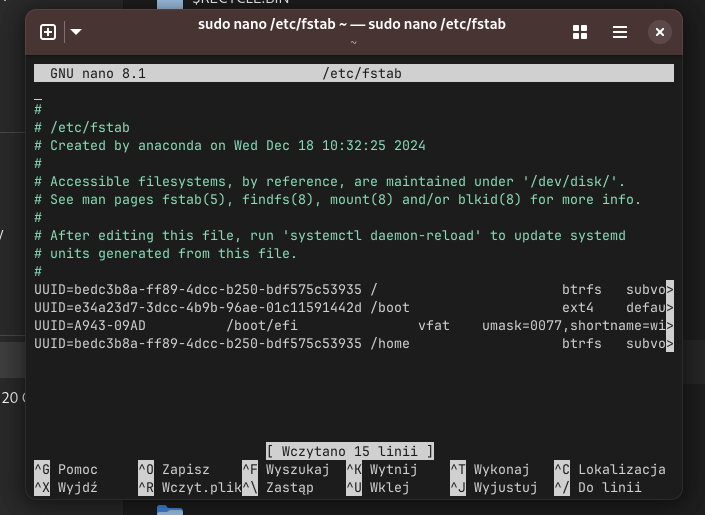 $RECYCLE.BIN
sudo nano /etc/fstab ~ — sudo nano /etc/fstab
~
GNU nano 8.1 /etc/fstab
#
# /etc/fstab
# Created by anaconda on Wed Dec 18 10:32:25 2024
#
# Accessible filesystems, by reference, are maintained under '/dev/disk/'.
# See man pages fstab(5), findfs(8), mount(8) and/or blkid(8) for more info.
#
# After editing this file, run 'systemctl daemon-reload' to update systemd
# units generated from this file.
#
UUID=bedc3b8a-ff89-4dcc-b250-bdf575c53935 / btrfs subvo>
UUID=e34a23d7-3dcc-4b9b-96ae-01c11591442d /boot ext4 defau>
UUID=A943-09AD /boot/efi vfat umask=0077,shortname=wi>
UUID=bedc3b8a-ff89-4dcc-b250-bdf575c53935 /home btrfs subvo>
20
[ Wczytano 15 linii ]
^G Pomoc ^O Zapisz ^F Wyszukaj ^K Wytnij ^T Wykonaj ^C Lokalizacja
^X Wyjdź ^R Wczyt.plik ^\ Zastąp ^U Wklej ^J Wyjustuj ^/ Do linii